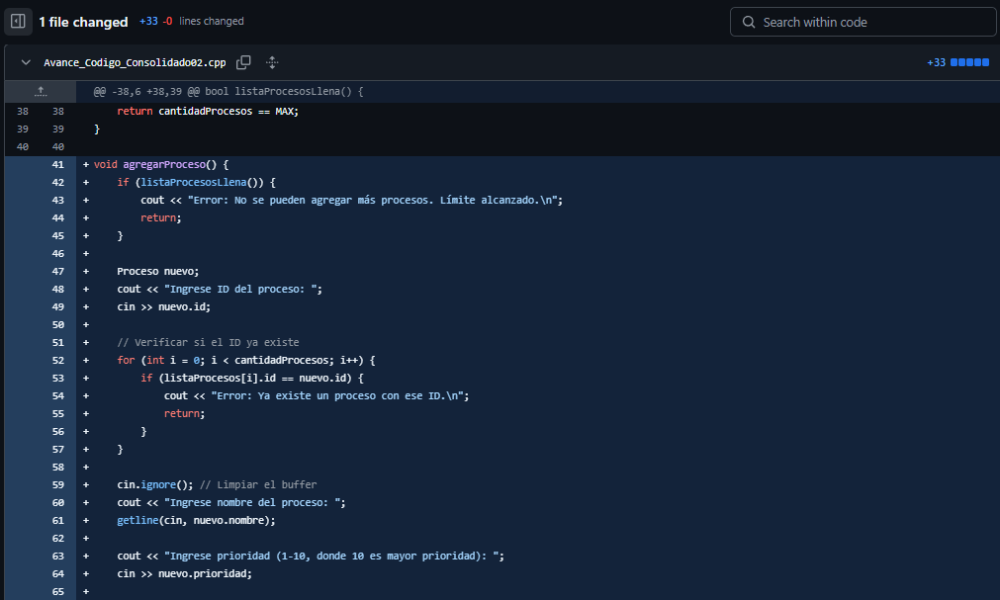 1 file changed +33 -0 lines changed Search within code
Avance_Codigo_Consolidado02.cpp +33
@@ -38,6 +38,39 @@ bool listaProcesosLlena() {
38 38 return cantidadProcesos == MAX;
39 39 }
40 40
41 + void agregarProceso() {
42 + if (listaProcesosLlena()) {
43 + cout << "Error: No se pueden agregar más procesos. Límite alcanzado.\n";
44 + return;
45 + }
46 +
47 + Proceso nuevo;
48 + cout << "Ingrese ID del proceso: ";
49 + cin >> nuevo.id;
50 +
51 + // Verificar si el ID ya existe
52 + for (int i = 0; i < cantidadProcesos; i++) {
53 + if (listaProcesos[i].id == nuevo.id) {
54 + cout << "Error: Ya existe un proceso con ese ID.\n";
55 + return;
56 + }
57 + }
58 +
59 + cin.ignore(); // Limpiar el buffer
60 + cout << "Ingrese nombre del proceso: ";
61 + getline(cin, nuevo.nombre);
62 +
63 + cout << "Ingrese prioridad (1-10, donde 10 es mayor prioridad): ";
64 + cin >> nuevo.prioridad;
65 +